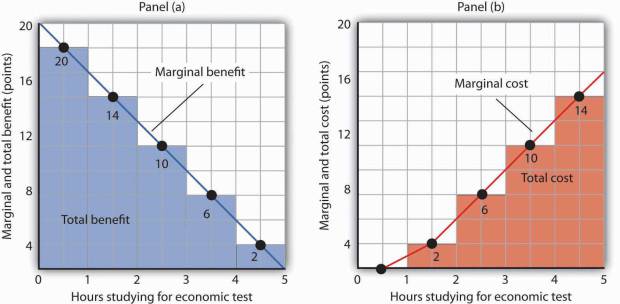 Panel (a)
Marginal and total benefit (points)
20
16
12
8
4
20
14
10
6
2
Marginal benefit
Total benefit
0 1 2 3 4 5
Hours studying for economic test
Panel (b)
Marginal and total cost (points)
20
16
12
8
4
Marginal cost
14
10
6
2
Total cost
0 1 2 3 4 5
Hours studying for economic test